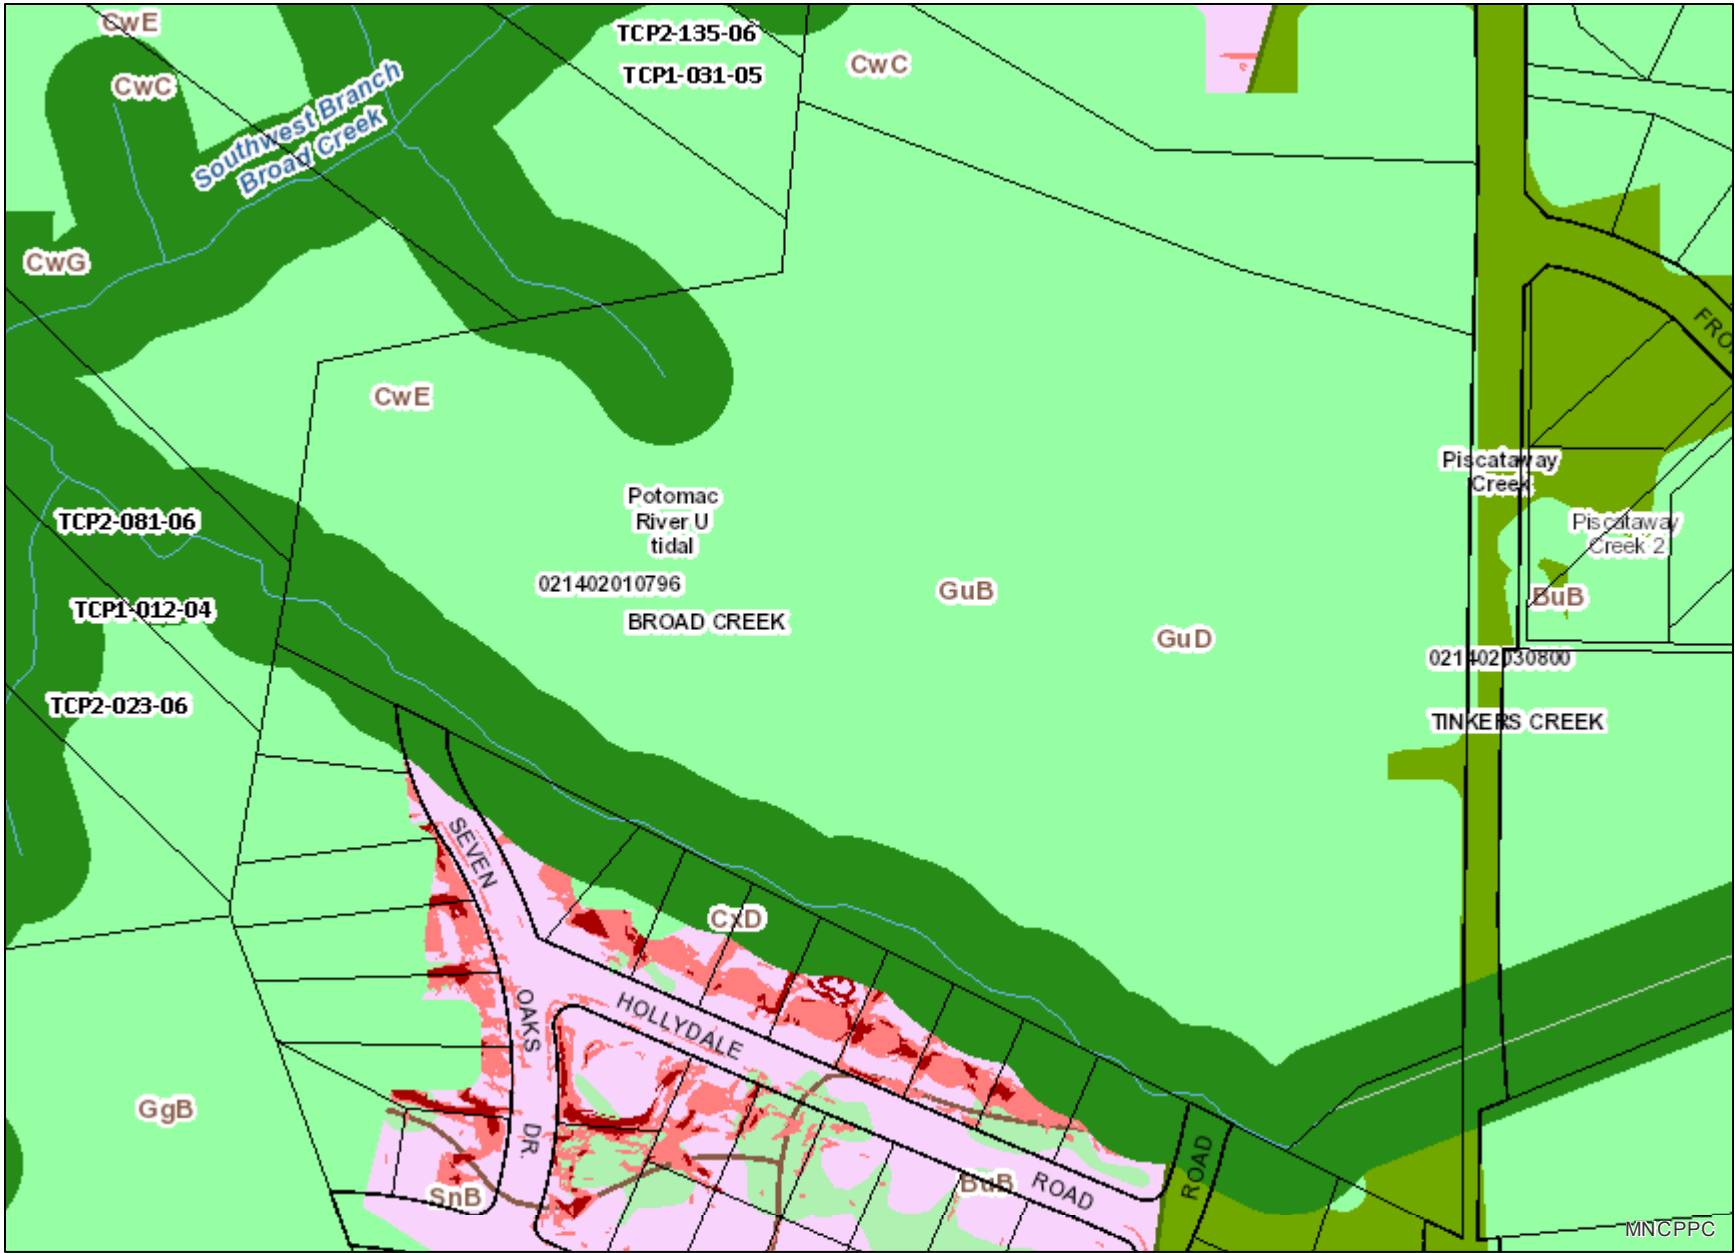 CwE
TCP2-135-06
CwC
TCP1-031-05
CwC
Southwest Branch
Broad Creek
CwG
FRO
CwE
Piscataway
Creek
Potomac
River U
tidal
Piscataway
Creek 2
TCP2-081-06
021402010796
GuB
BuB
TCP1-012-04
BROAD CREEK
GuD
021402030800
TCP2-023-06
TINKERS CREEK
SEVEN
CxD
OAKS
HOLLYDALE
GgB
DR.
ROAD
SnB
BuB
ROAD
MNCPPC